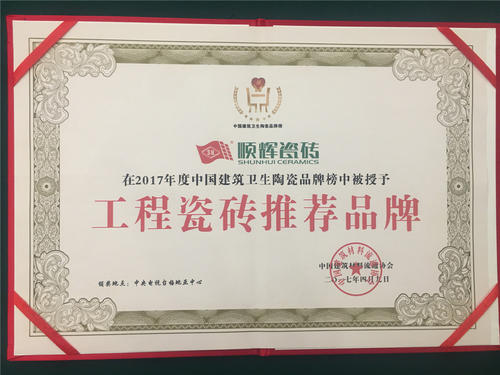 中国建筑卫生陶瓷品牌榜
顺辉瓷砖
SHUNHUI CERAMICS
在2017年度中国建筑卫生陶瓷品牌榜中被授予
工程瓷砖推荐品牌
中国建筑材料流通协会
二〇一七年四月九日
颁奖地点：中央电视台梅地亚中心